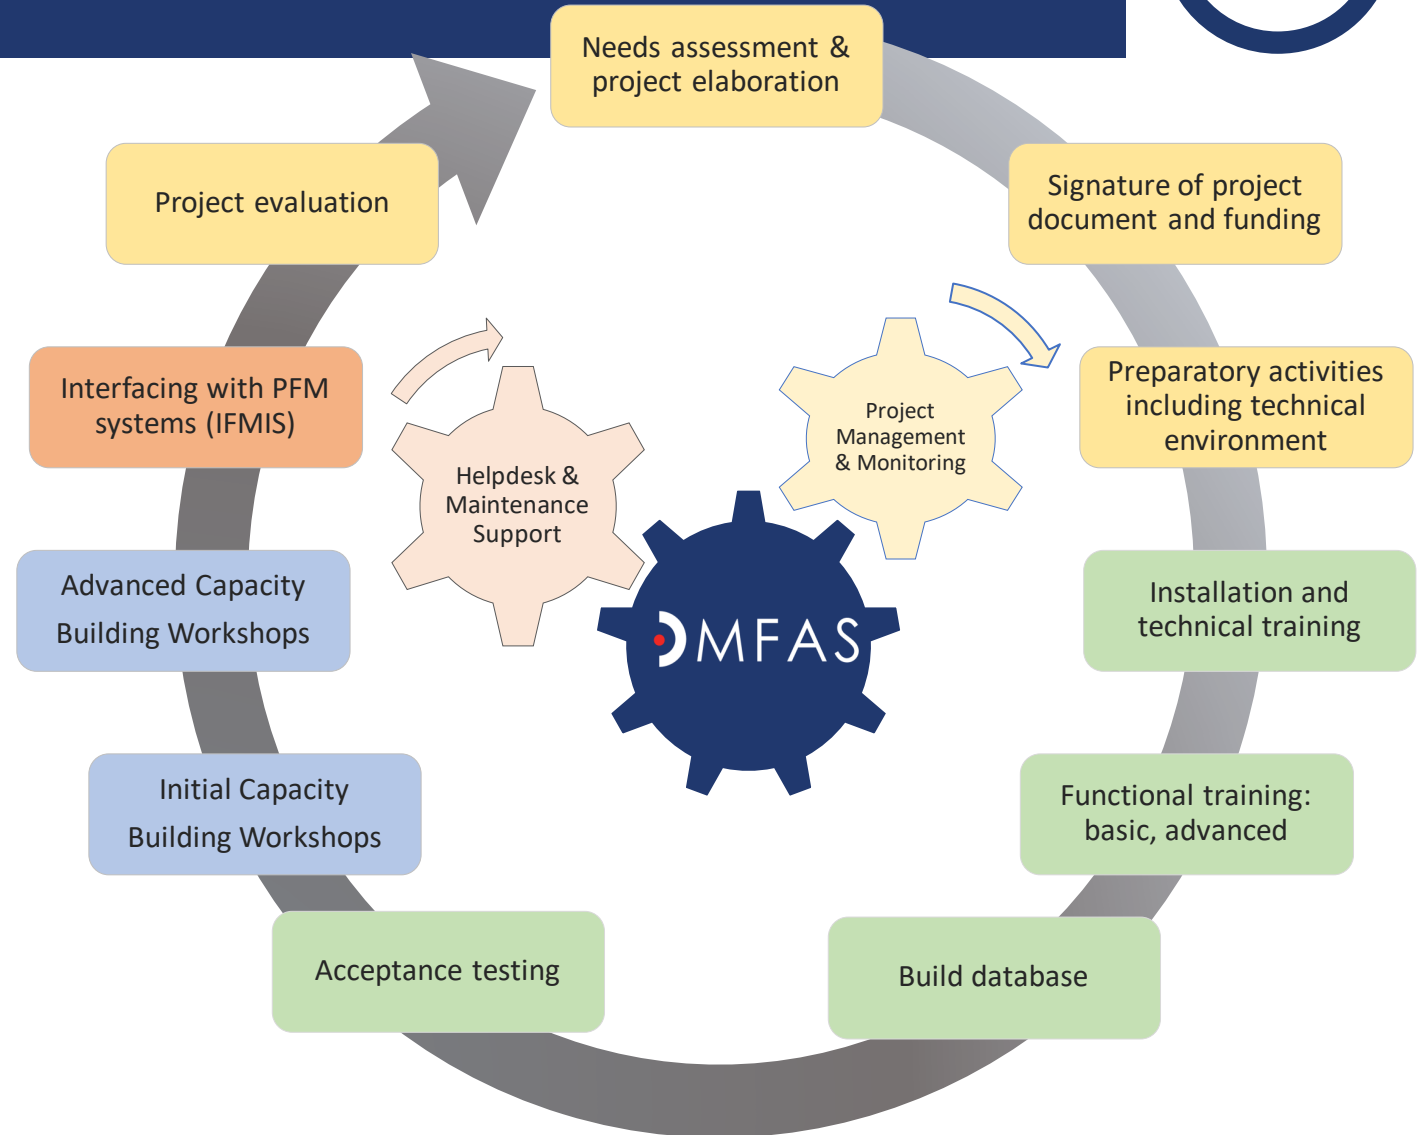 Needs assessment &
project elaboration
Signature of project
document and funding
Preparatory activities
including technical
environment
Installation and
technical training
Functional training:
basic, advanced
Build database
Acceptance testing
Initial Capacity
Building Workshops
Advanced Capacity
Building Workshops
Interfacing with PFM
systems (IFMIS)
Project evaluation
Helpdesk &
Maintenance
Support
Project
Management
& Monitoring
DMFAS